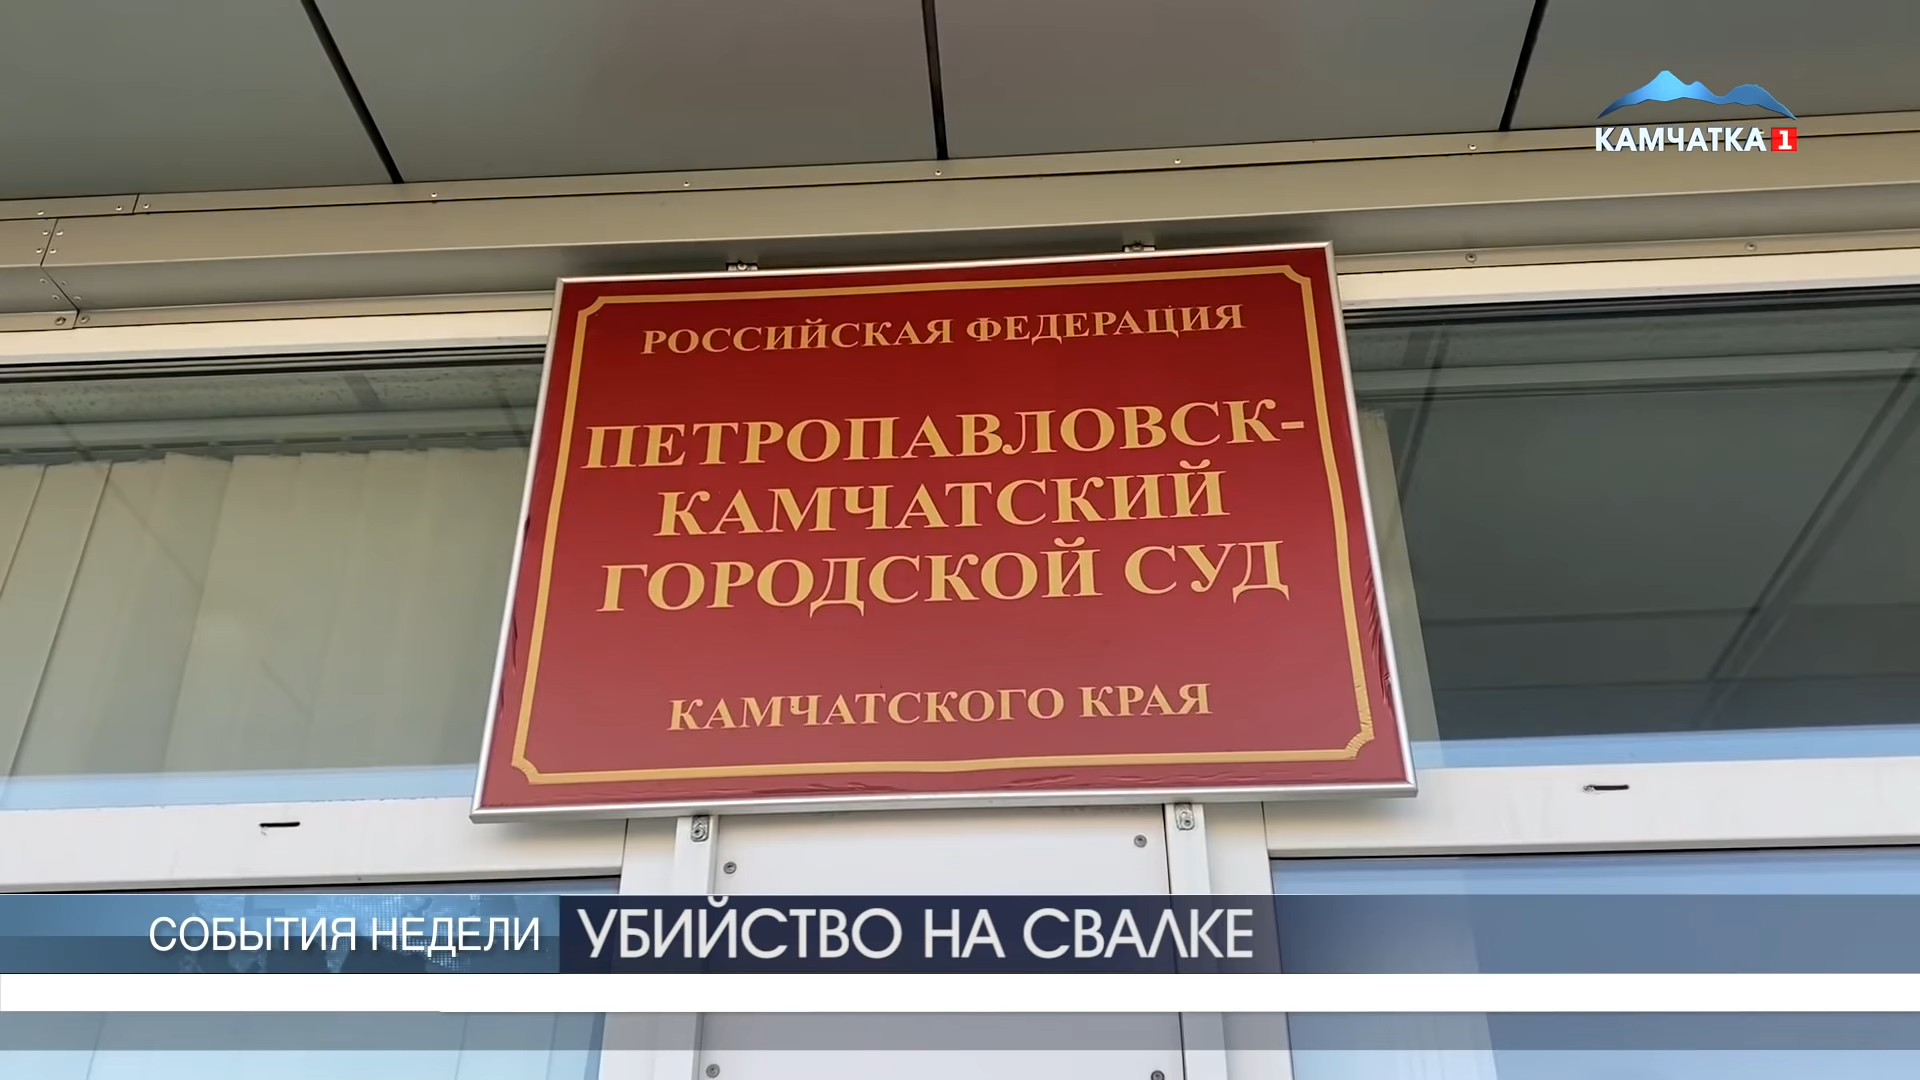 КАМЧАТКА 1
РОССИЙСКАЯ ФЕДЕРАЦИЯ
ПЕТРОПАВЛОВСК-
КАМЧАТСКИЙ
ГОРОДСКОЙ СУД
КАМЧАТСКОГО КРАЯ
СОБЫТИЯ НЕДЕЛИ УБИЙСТВО НА СВАЛКЕ